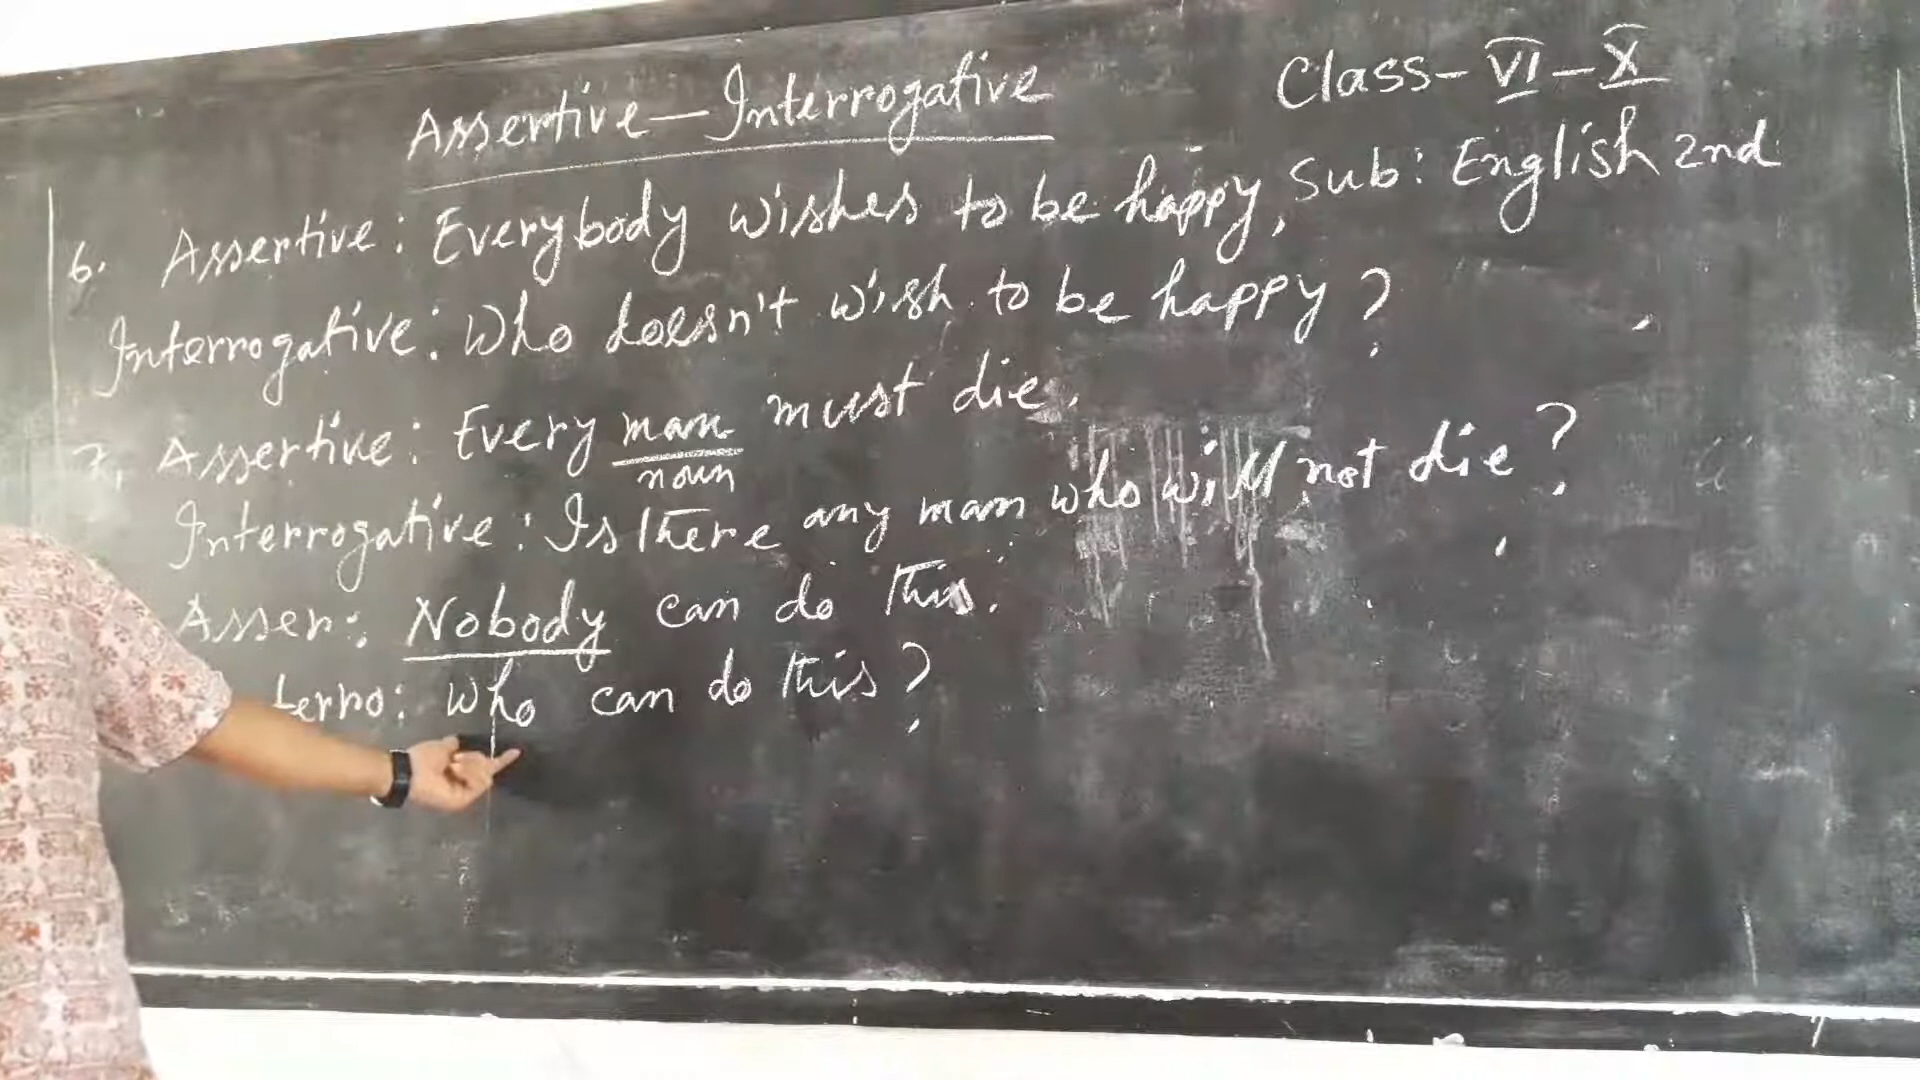 Assertive—Interrogative
Class-VI-X
Sub: English 2nd
6. Assertive: Everybody wishes to be happy.
Interrogative: Who doesn't wish to be happy?
7. Assertive: Every man must die.
noun
Interrogative: Is there any man who will not die?
Asser: Nobody can do this.
terro: Who can do this?